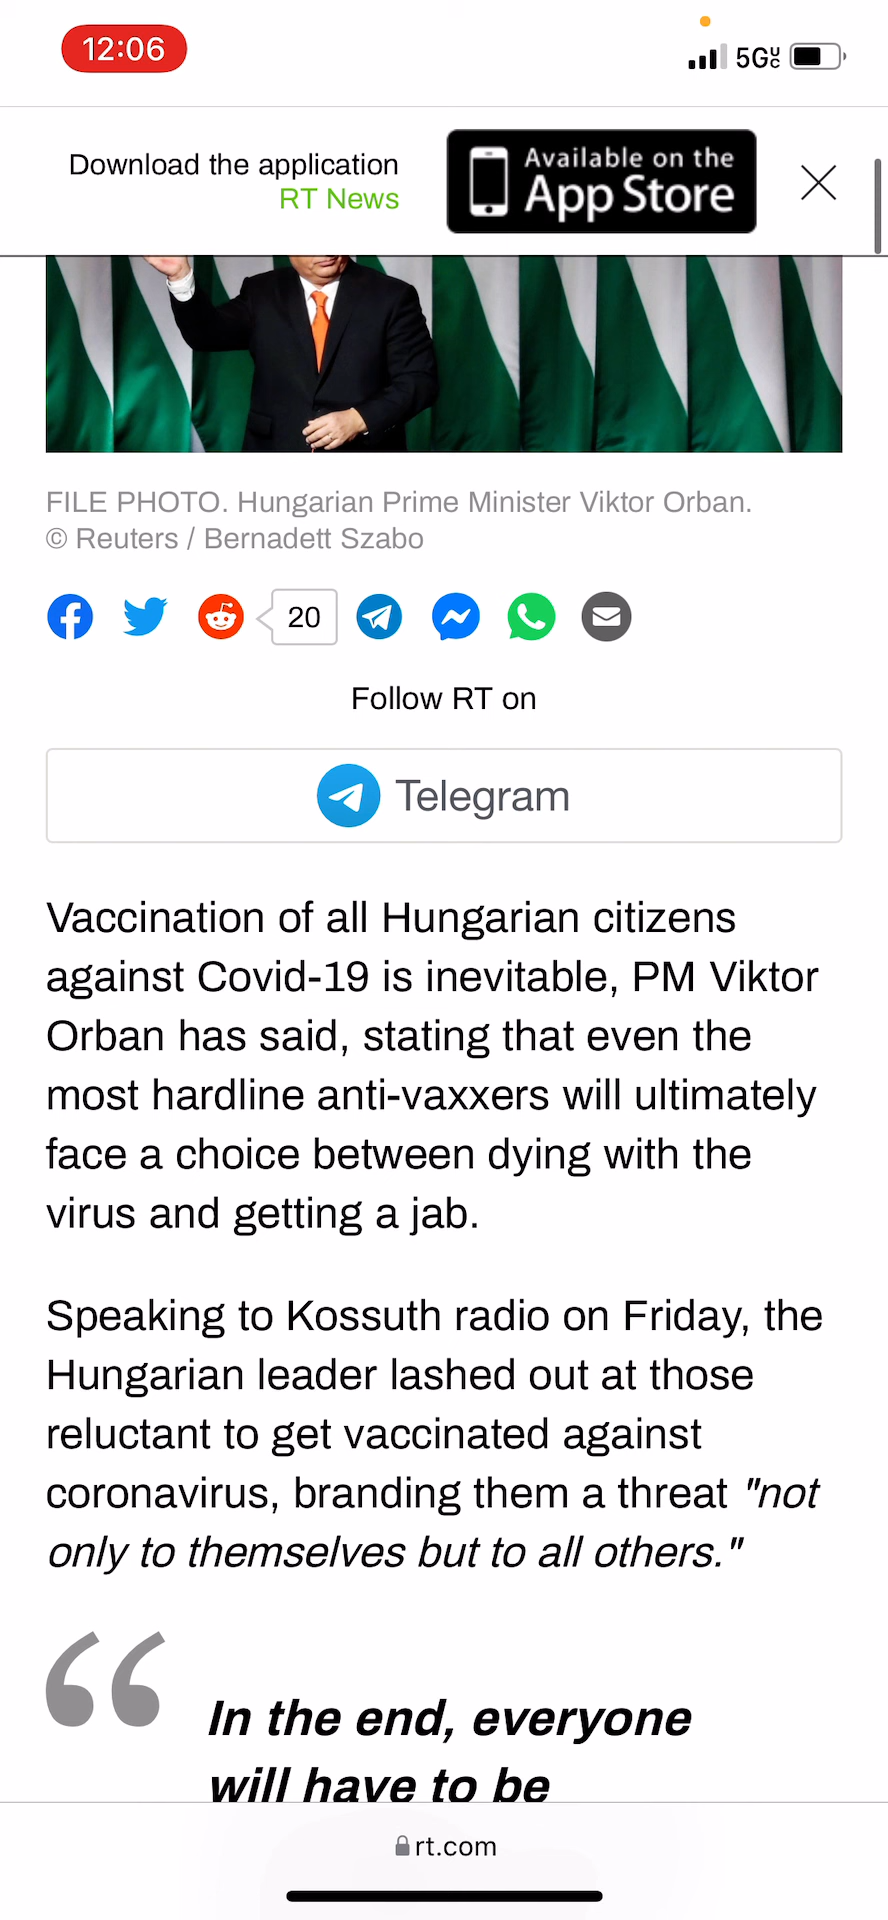 12:06
5GUC
Download the application
RT News
Available on the
App Store
FILE PHOTO. Hungarian Prime Minister Viktor Orban.
© Reuters / Bernadett Szabo
20
Follow RT on
Telegram
Vaccination of all Hungarian citizens
against Covid-19 is inevitable, PM Viktor
Orban has said, stating that even the
most hardline anti-vaxxers will ultimately
face a choice between dying with the
virus and getting a jab.
Speaking to Kossuth radio on Friday, the
Hungarian leader lashed out at those
reluctant to get vaccinated against
coronavirus, branding them a threat "not
only to themselves but to all others."
“
In the end, everyone
will have to be
rt.com